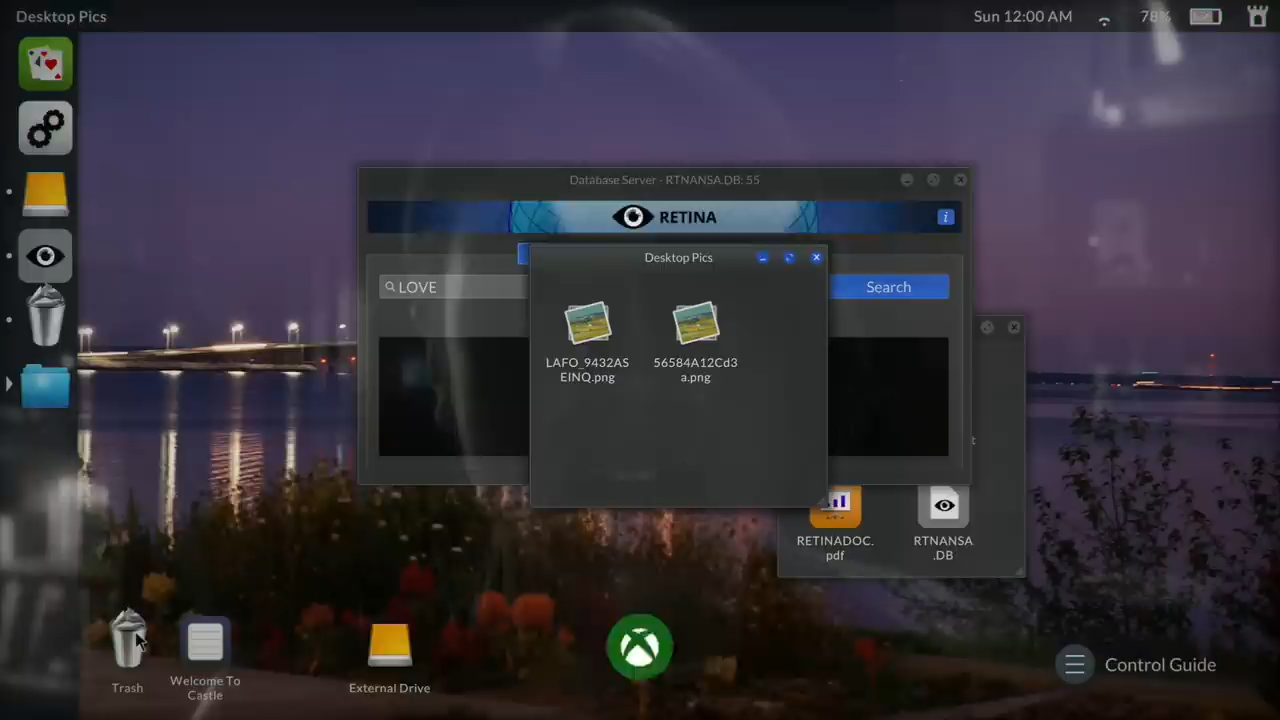 Desktop Pics
Sun 12:00 AM
78%
Database Server - RTNANSA.DB: 55
RETINA
i
Desktop Pics
LOVE
Search
LAFO_9432AS
EINQ.png
56584A12Cd3
a.png
t
RETINADOC.
pdf
RTNANSA
.DB
Trash
Welcome To
Castle
External Drive
Control Guide